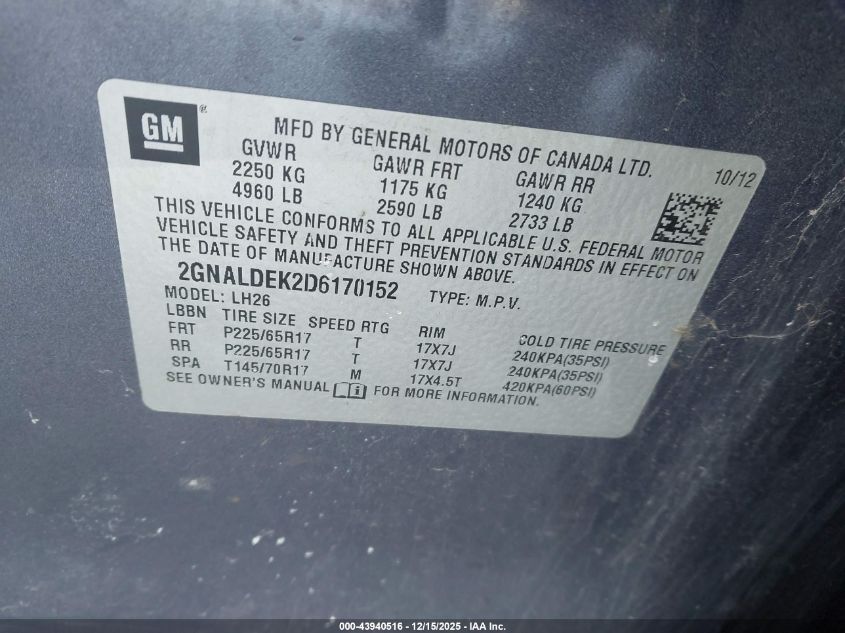 GM®
MFD BY GENERAL MOTORS OF CANADA LTD. 10/12
GVWR GAWR FRT GAWR RR
2250 KG 1175 KG 1240 KG
4960 LB 2590 LB 2733 LB
THIS VEHICLE CONFORMS TO ALL APPLICABLE U.S. FEDERAL MOTOR
VEHICLE SAFETY AND THEFT PREVENTION STANDARDS IN EFFECT ON
THE DATE OF MANUFACTURE SHOWN ABOVE.
2GNALDEK2D6170152 TYPE: M.P.V.
MODEL: LH26
LBBN TIRE SIZE SPEED RTG RIM COLD TIRE PRESSURE
FRT P225/65R17 T 17X7J 240KPA(35PSI)
RR P225/65R17 T 17X7J 240KPA(35PSI)
SPA T145/70R17 M 17X4.5T 420KPA(60PSI)
SEE OWNER'S MANUAL FOR MORE INFORMATION.
000-43940516 - 12/15/2025 - IAA Inc.